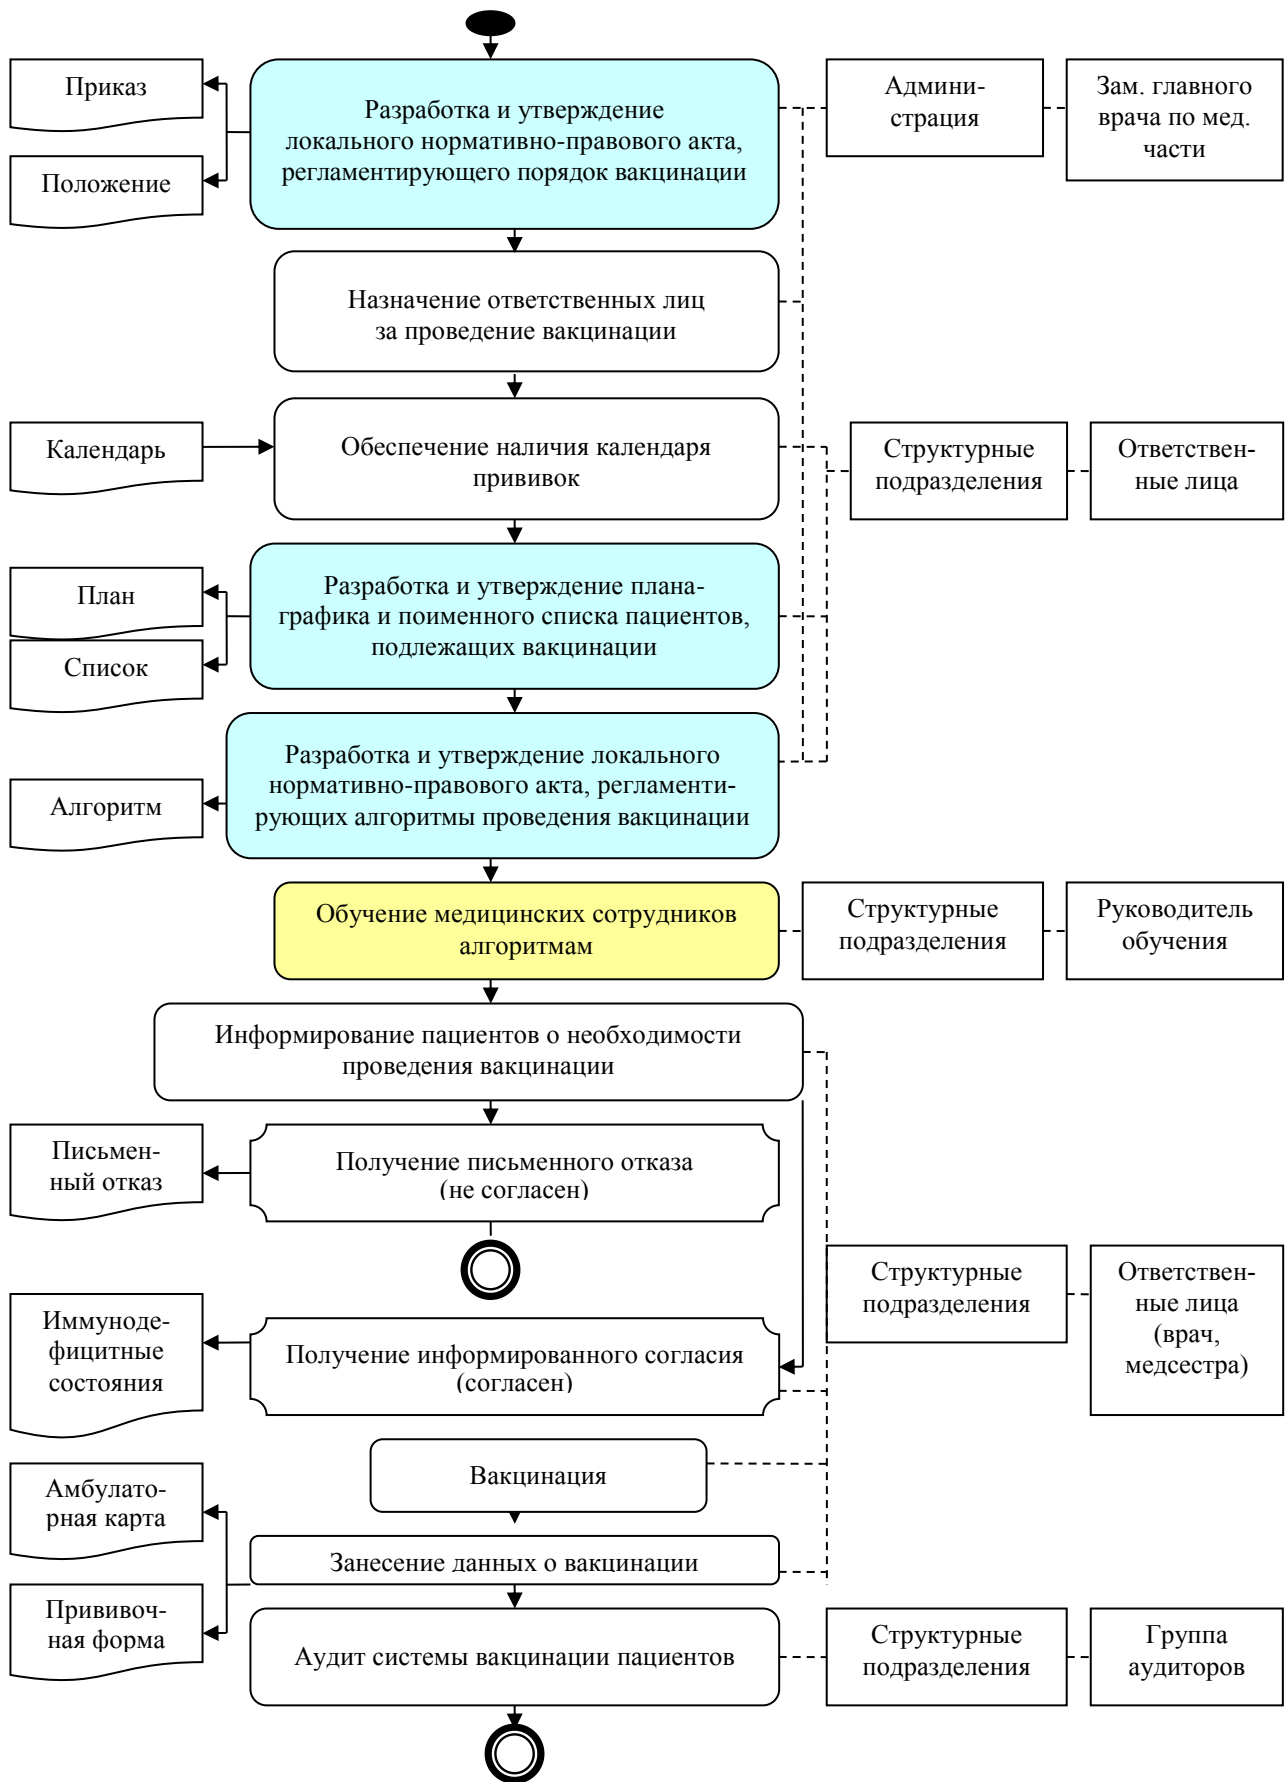 Приказ
Положение
Разработка и утверждение
локального нормативно-правового акта,
регламентирующего порядок вакцинации
Админи-
страция
Зам. главного
врача по мед.
части
Назначение ответственных лиц
за проведение вакцинации
Календарь
Обеспечение наличия календаря
прививок
Структурные
подразделения
Ответствен-
ные лица
План
Список
Разработка и утверждение плана-
графика и поименного списка пациентов,
подлежащих вакцинации
Алгоритм
Разработка и утверждение локального
нормативно-правового акта, регламенти-
рующих алгоритмы проведения вакцинации
Обучение медицинских сотрудников
алгоритмам
Структурные
подразделения
Руководитель
обучения
Информирование пациентов о необходимости
проведения вакцинации
Письмен-
ный отказ
Получение письменного отказа
(не согласен)
Структурные
подразделения
Ответствен-
ные лица
(врач,
медсестра)
Иммуноде-
фицитные
состояния
Получение информированного согласия
(согласен)
Вакцинация
Амбулато-
рная карта
Занесение данных о вакцинации
Прививоч-
ная форма
Аудит системы вакцинации пациентов
Структурные
подразделения
Группа
аудиторов